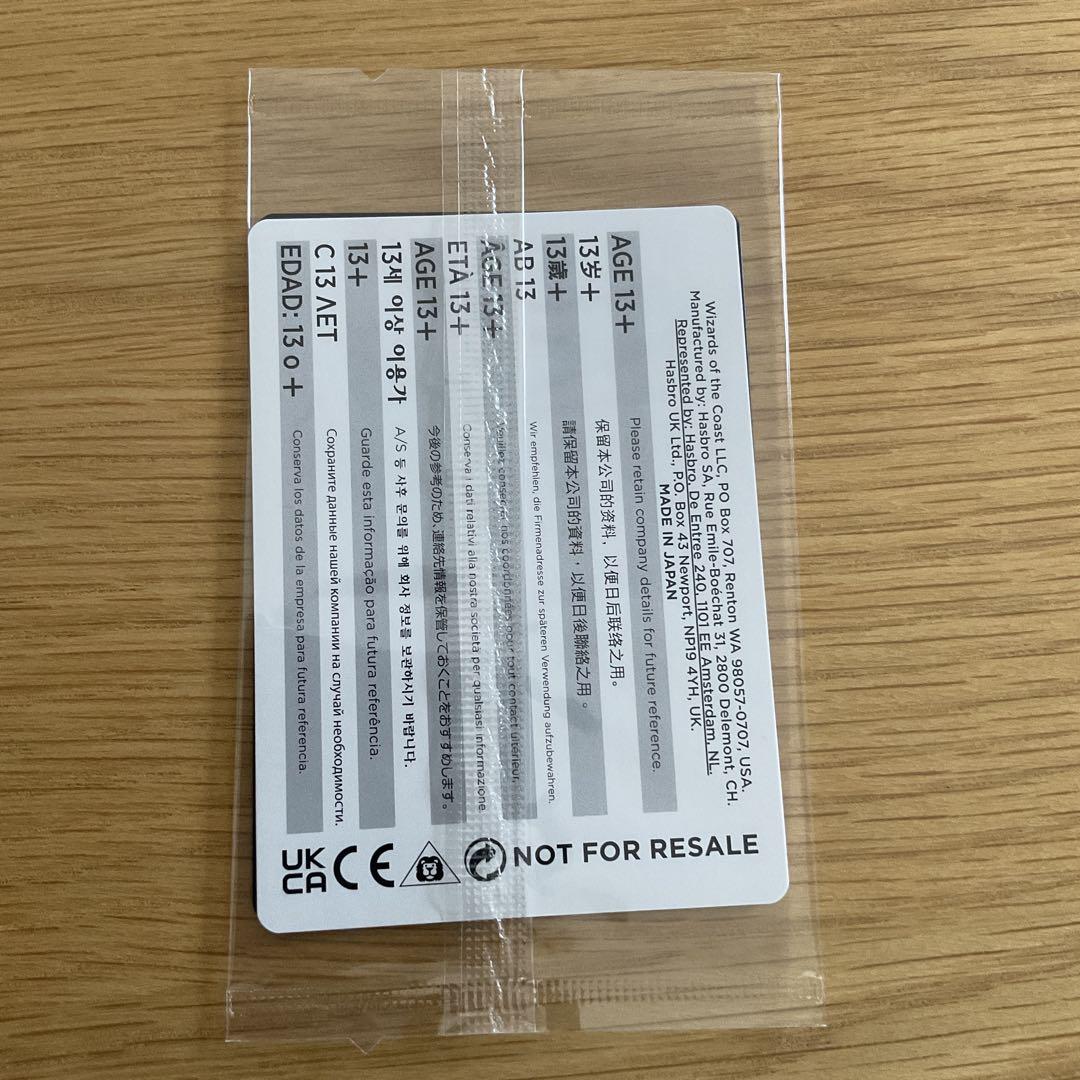 Wizards of the Coast LLC, PO Box 707, Renton WA 98057-0707, USA.
Manufactured by: Hasbro SA, Rue Emile-Boéchat 31, 2800 Delemont, CH.
Represented by: Hasbro, De Entree 240, 1101 EE Amsterdam, NL.
Hasbro UK Ltd., P.O. Box 43 Newport, NP19 4YH, UK.
MADE IN JAPAN
AGE 13+ Please retain company details for future reference.
13岁+ 保留本公司的资料，以便日后联络之用。
13歲+ 請保留本公司的資料，以便日後聯絡之用。
AB 13 Wir empfehlen, die Firmenadresse zur späteren Verwendung aufzubewahren.
AGE 13+ Veuillez conserver nos coordonnées pour tout contact ultérieur.
ETÀ 13+ Conserva i dati relativi alla nostra società per qualsiasi informazione.
AGE 13+ 今後の参考のため、連絡先情報を保管しておくことをおすすめします。
13세 이상 이용가 A/S 등 사후 문의를 위해 회사 정보를 보관하시기 바랍니다.
13+ Guarde esta informação para futura referência.
С 13 ЛЕТ Сохраните данные нашей компании на случай необходимости.
EDAD: 13 o + Conserva los datos de la empresa para futura referencia.
UK
CA CE NOT FOR RESALE